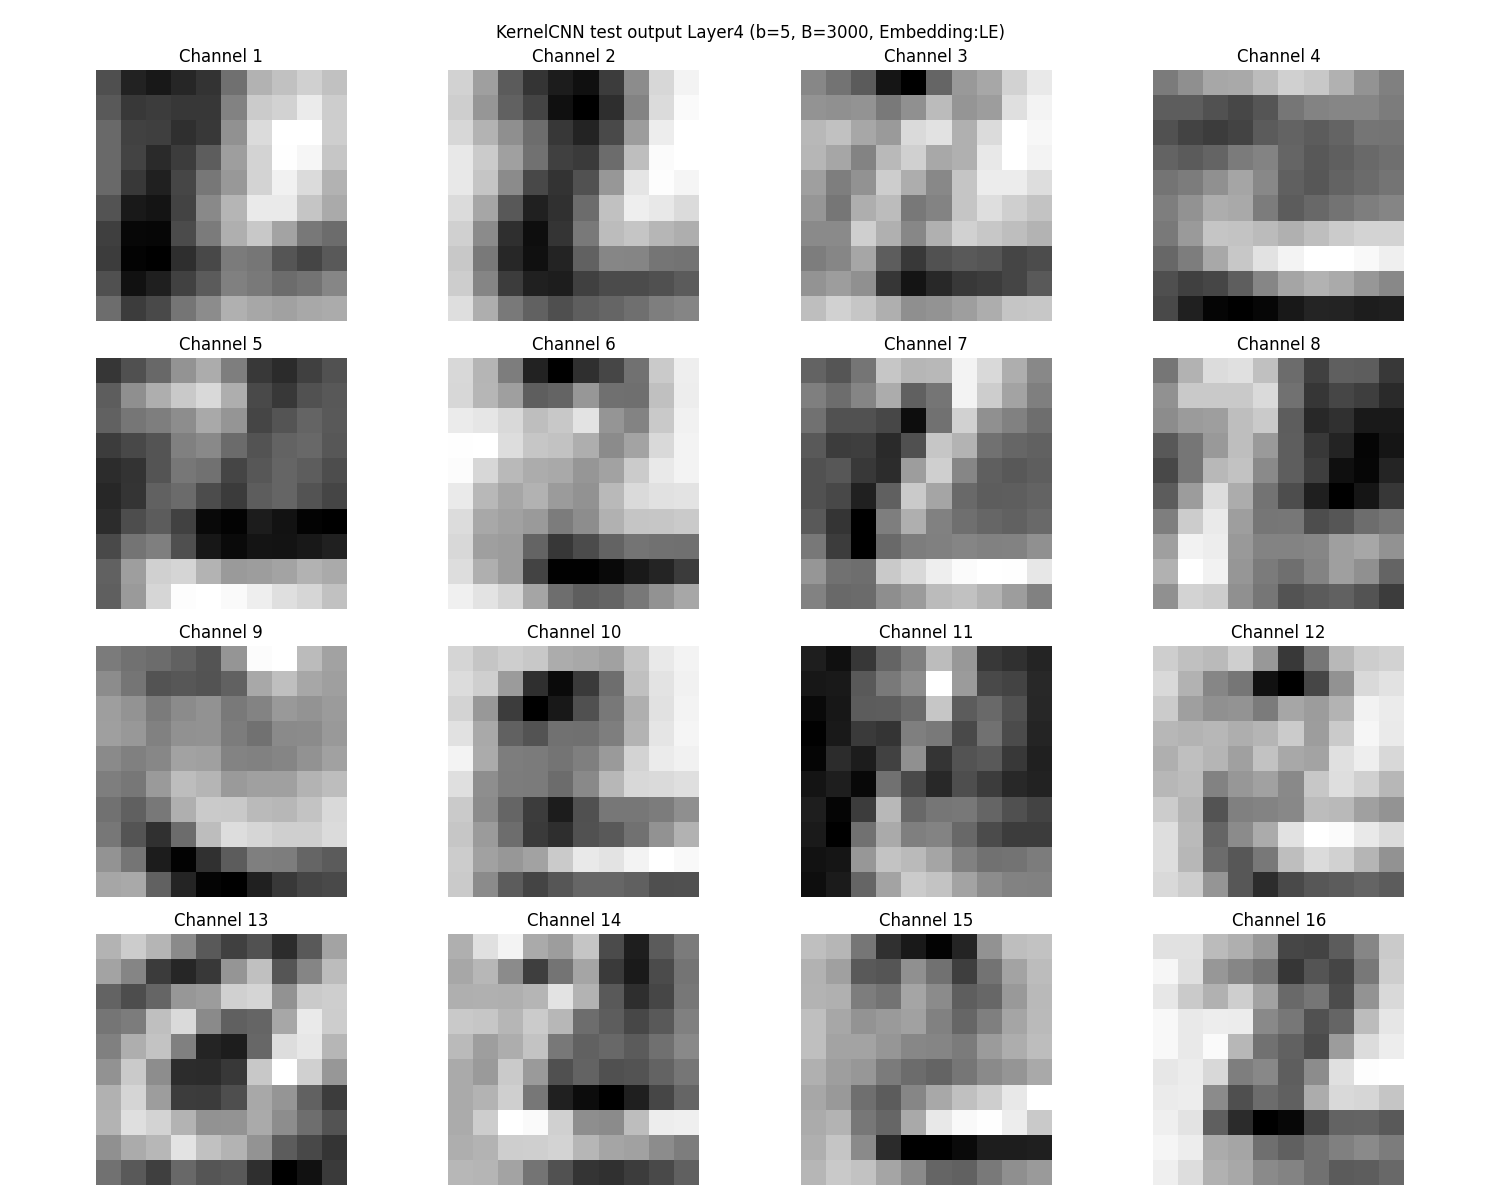 KernelCNN test output Layer4 (b=5, B=3000, Embedding:LE)
Channel 1
Channel 2
Channel 3
Channel 4
Channel 5
Channel 6
Channel 7
Channel 8
Channel 9
Channel 10
Channel 11
Channel 12
Channel 13
Channel 14
Channel 15
Channel 16